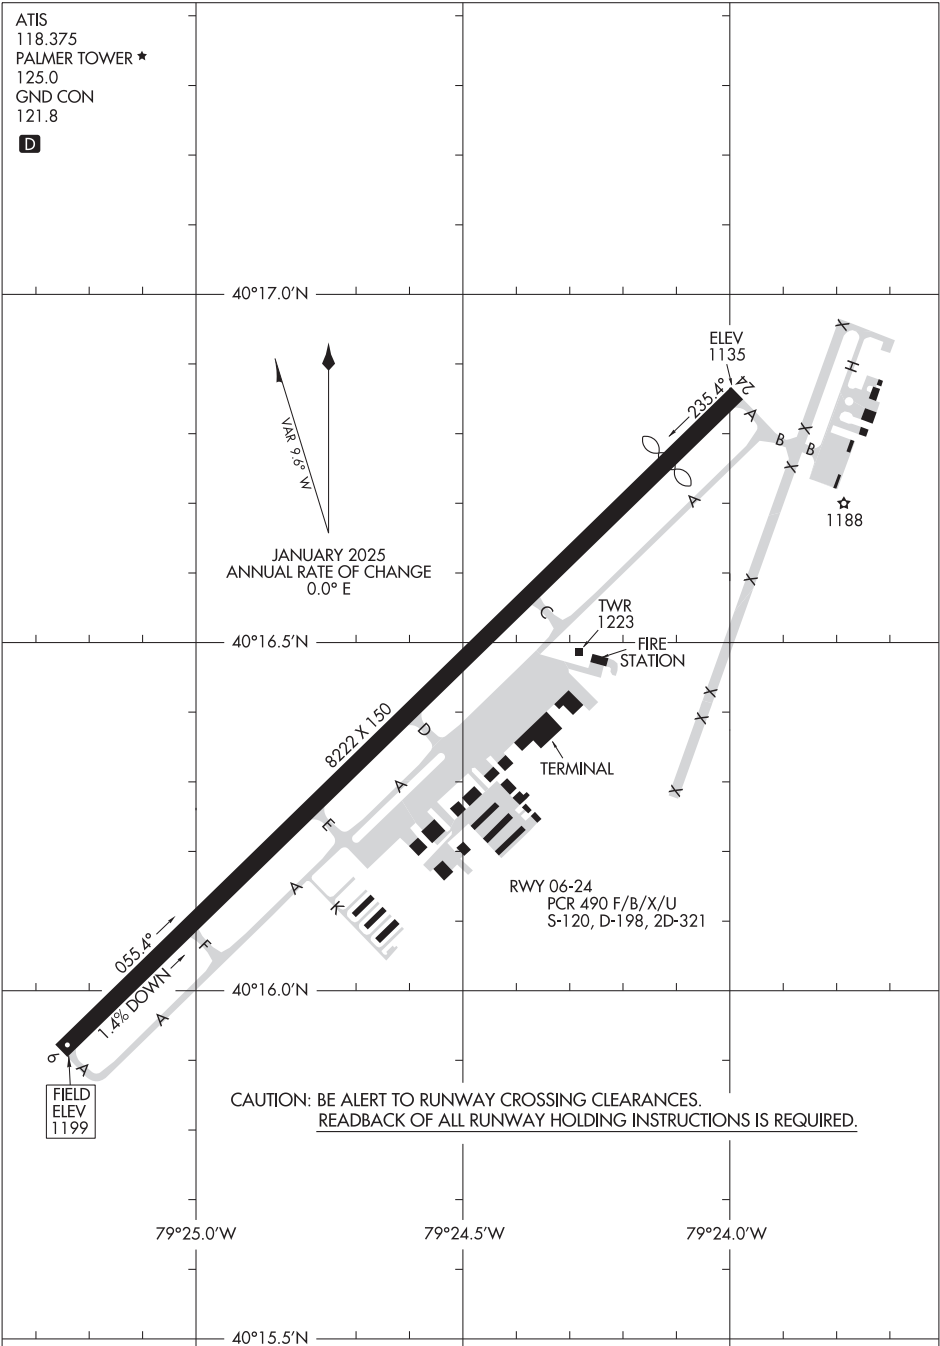 ATIS
118.375
PALMER TOWER ★
125.0
GND CON
121.8
D
40°17.0'N
ELEV
1135
24
235.4°
X
H
A
B
X
B
X
A
1188
VAR 9.6° W
JANUARY 2025
ANNUAL RATE OF CHANGE
0.0° E
X
C
TWR
1223
40°16.5'N
FIRE
STATION
X
X
8222 X 150
D
TERMINAL
A
X
E
A
K
RWY 06-24
PCR 490 F/B/X/U
S-120, D-198, 2D-321
055.4°
F
1.4% DOWN
40°16.0'N
A
6
A
FIELD
ELEV
1199
CAUTION: BE ALERT TO RUNWAY CROSSING CLEARANCES.
READBACK OF ALL RUNWAY HOLDING INSTRUCTIONS IS REQUIRED.
79°25.0'W
79°24.5'W
79°24.0'W
40°15.5'N